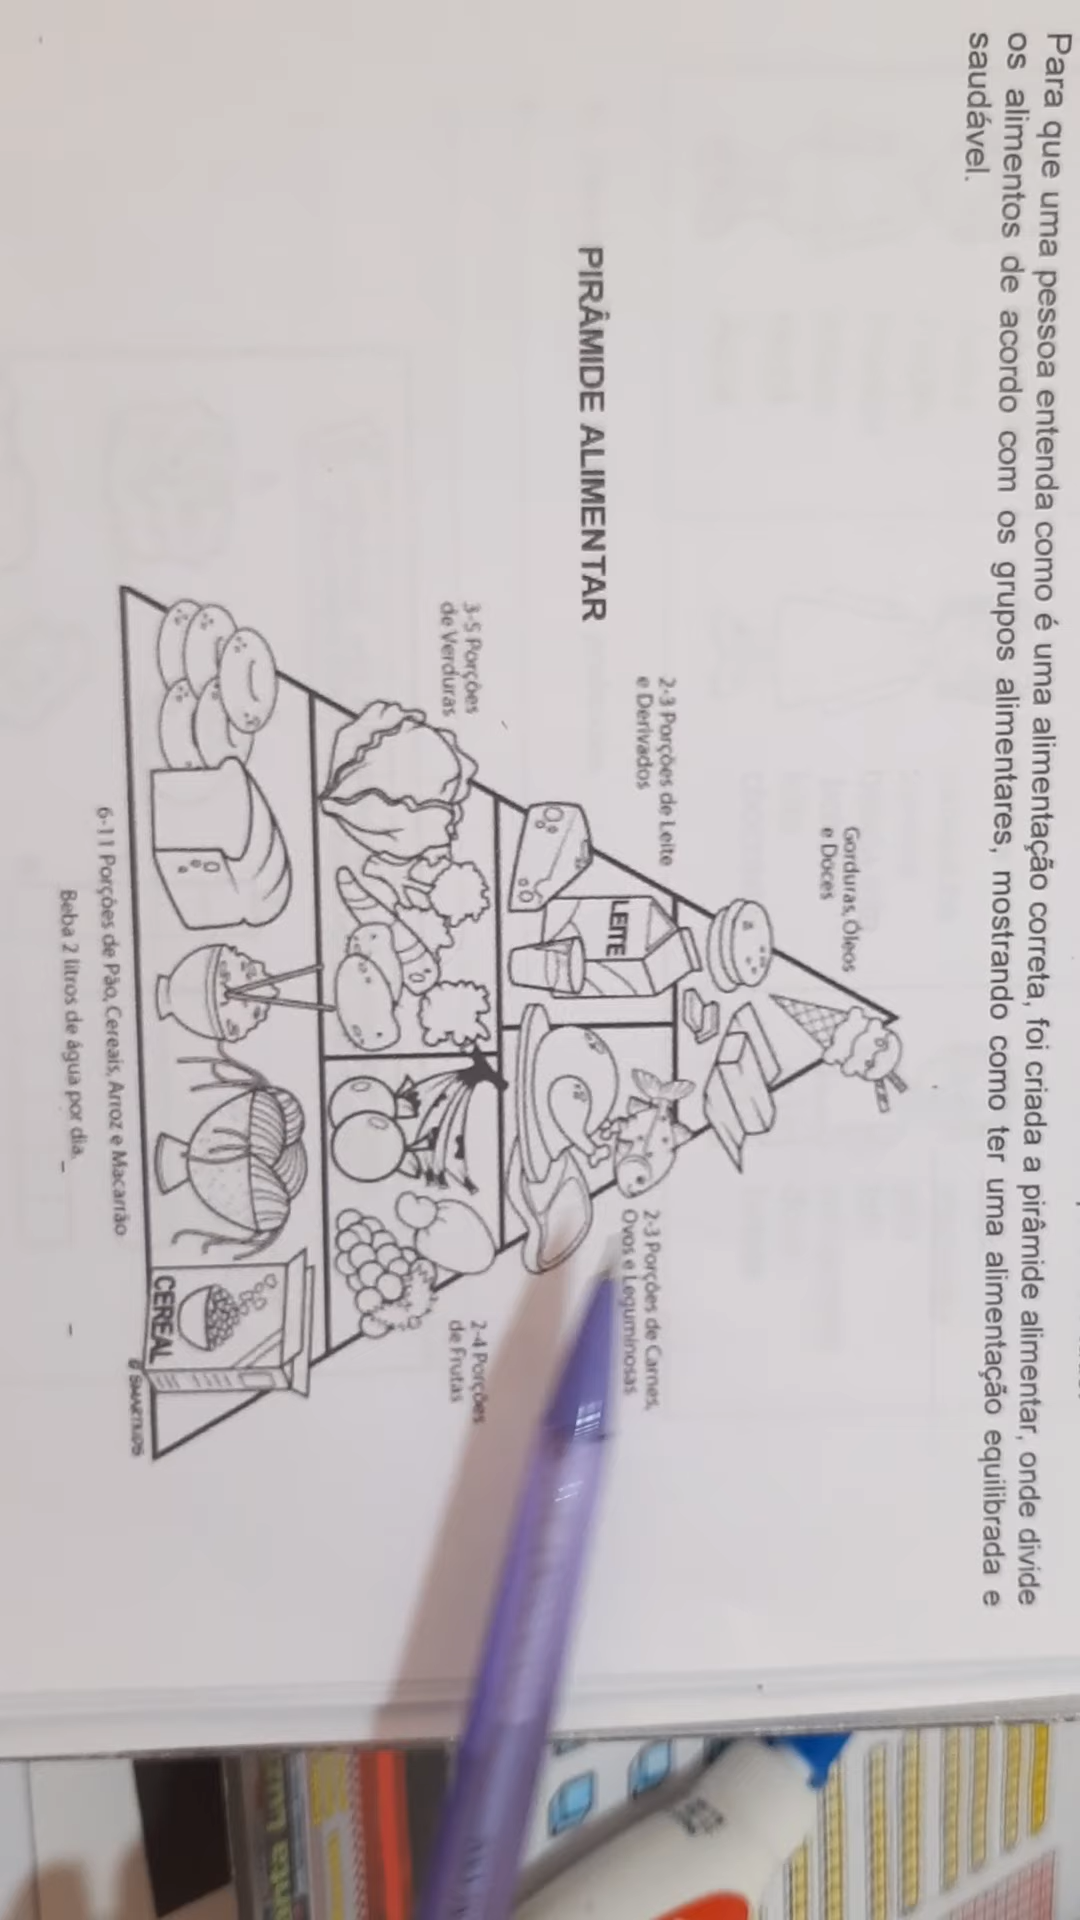 Para que uma pessoa entenda como é uma alimentação correta, foi criada a pirâmide alimentar, onde divide
os alimentos de acordo com os grupos alimentares, mostrando como ter uma alimentação equilibrada e
saudável.
PIRÂMIDE ALIMENTAR
Gorduras, Óleos
e Doces
2-3 Porções de Leite
e Derivados
LEITE
2-3 Porções de Carnes,
Ovos e Leguminosas
3-5 Porções
de Verduras
2-4 Porções
de Frutas
CEREAL
© SMARTKIDS
6-11 Porções de Pão, Cereais, Arroz e Macarrão
Beba 2 litros de água por dia.